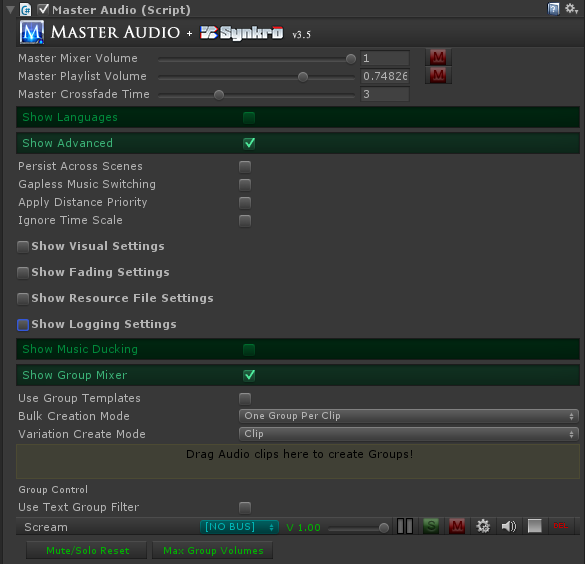 Master Audio (Script)
M MASTER AUDIO + Synkro v3.5
Master Mixer Volume 1 M
Master Playlist Volume 0.74826 M
Master Crossfade Time 3
Show Languages
Show Advanced
Persist Across Scenes
Gapless Music Switching
Apply Distance Priority
Ignore Time Scale
Show Visual Settings
Show Fading Settings
Show Resource File Settings
Show Logging Settings
Show Music Ducking
Show Group Mixer
Use Group Templates
Bulk Creation Mode One Group Per Clip
Variation Create Mode Clip
Drag Audio clips here to create Groups!
Group Control
Use Text Group Filter
Scream [NO BUS] V 1.00 S M
Mute/Solo Reset Max Group Volumes